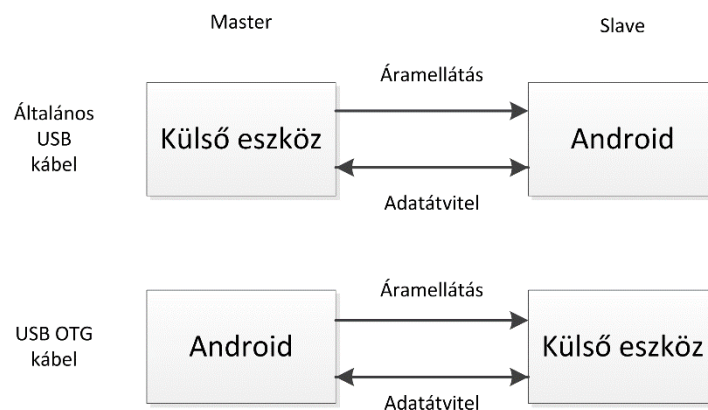 Master
Slave
Általános
USB
kábel
Külső eszköz
Áramellátás
Adatátvitel
Android
USB OTG
kábel
Android
Áramellátás
Adatátvitel
Külső eszköz